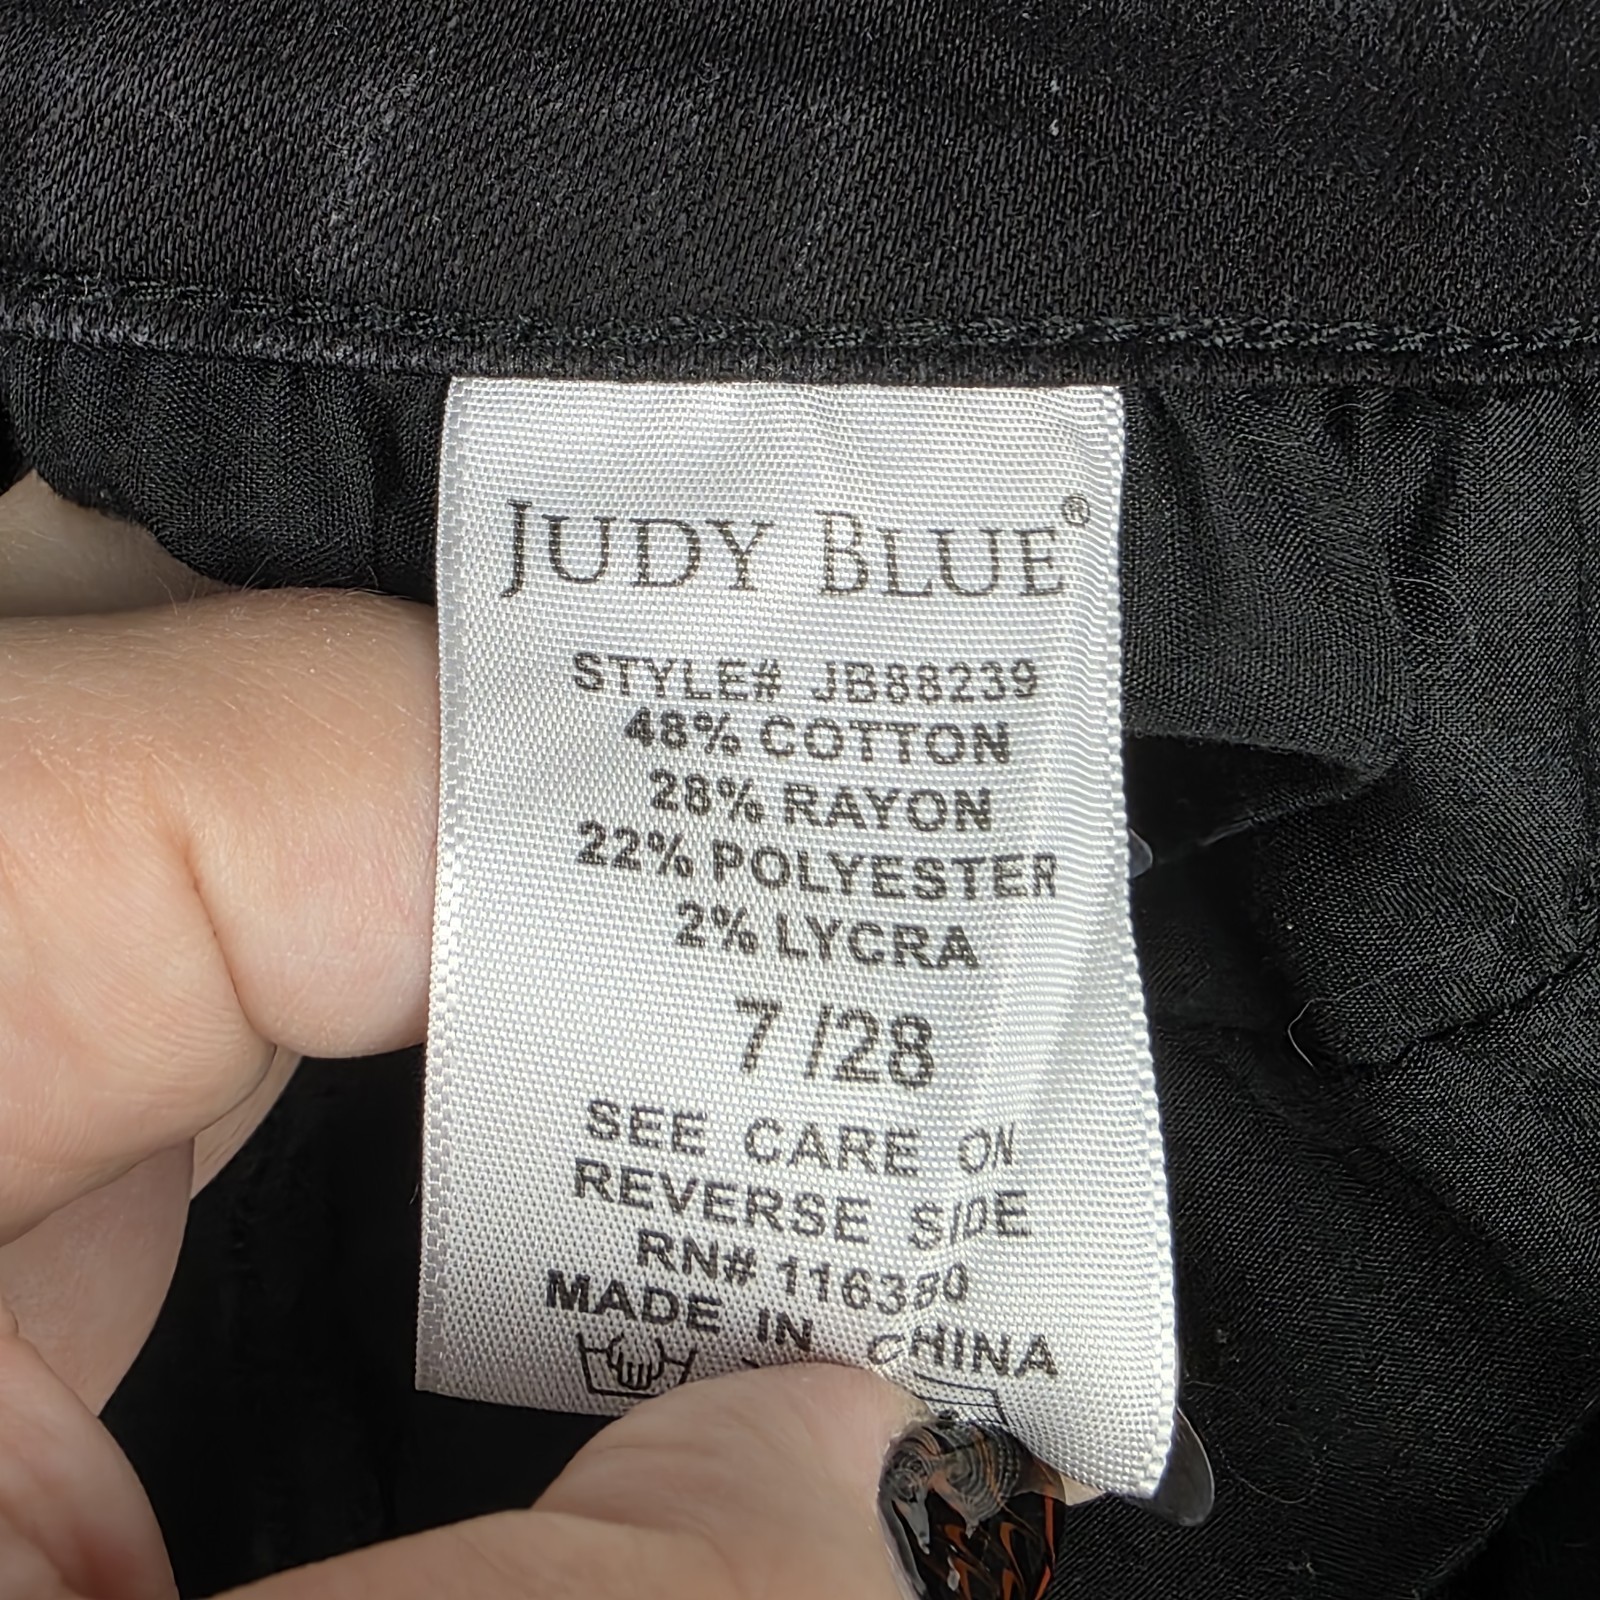 JUDY BLUE®
STYLE# JB88239
48% COTTON
28% RAYON
22% POLYESTER
2% LYCRA
7 /28
SEE CARE ON
REVERSE SIDE
RN# 116380
MADE IN CHINA